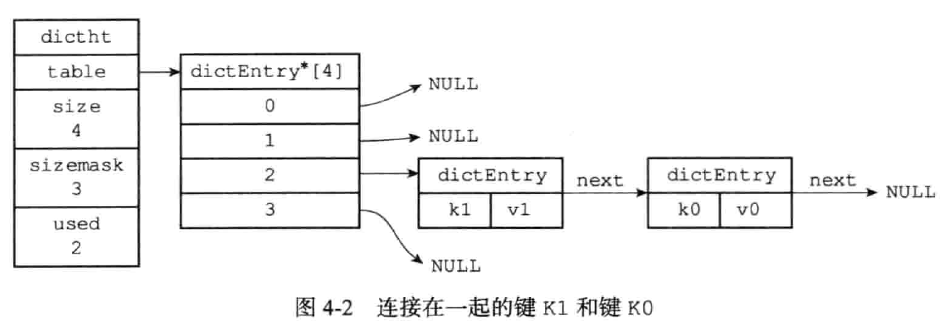 dictht
table
size
4
sizemask
3
used
2
dictEntry*[4]
0
1
2
3
NULL
NULL
dictEntry
k1 v1
next
dictEntry
k0 v0
next
NULL
NULL
图 4-2 连接在一起的键 K1 和键 K0